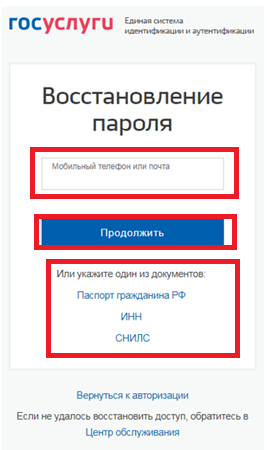 госуслуги
Единая система
идентификации и аутентификации
Восстановление
пароля
Мобильный телефон или почта
Продолжить
Или укажите один из документов:
Паспорт гражданина РФ
ИНН
СНИЛС
Вернуться к авторизации
Если не удалось восстановить доступ, обратитесь в
Центр обслуживания